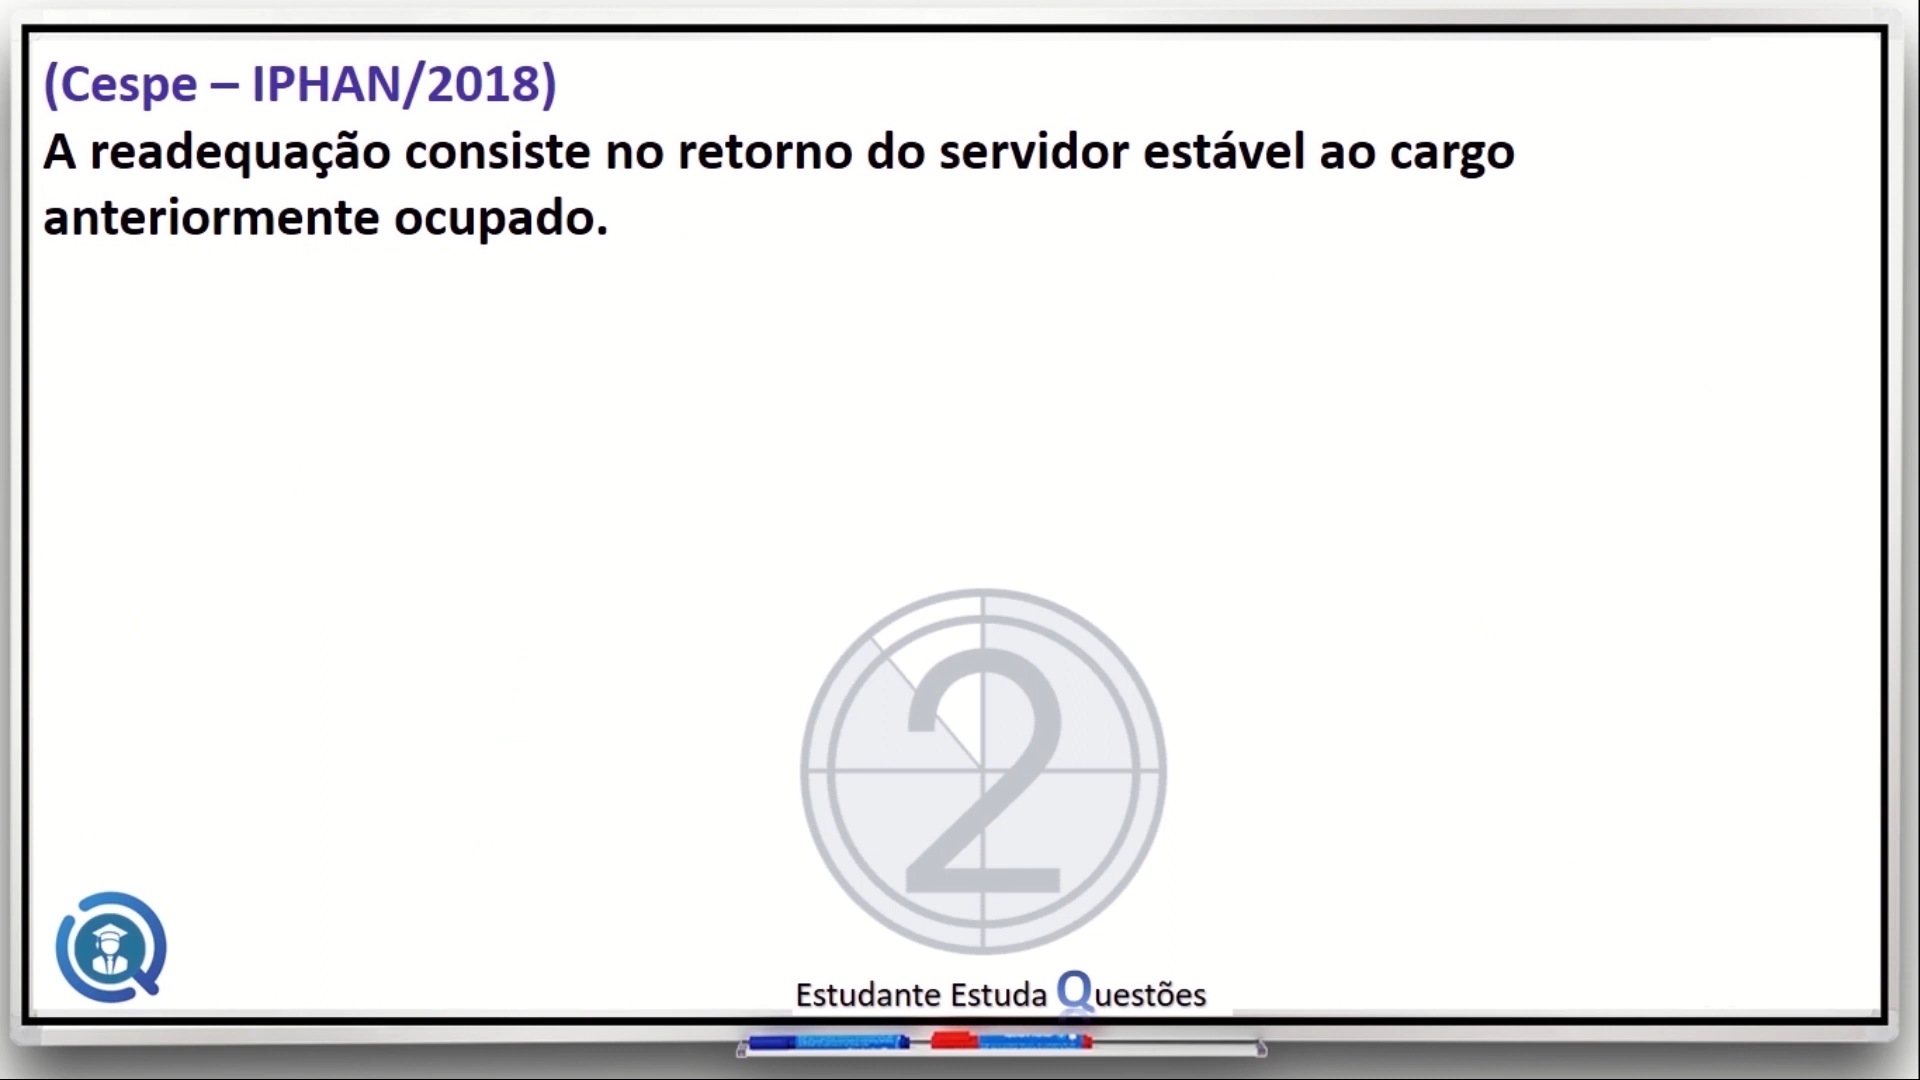 (Cespe – IPHAN/2018)
A readequação consiste no retorno do servidor estável ao cargo
anteriormente ocupado.
2
Estudante Estuda Questões